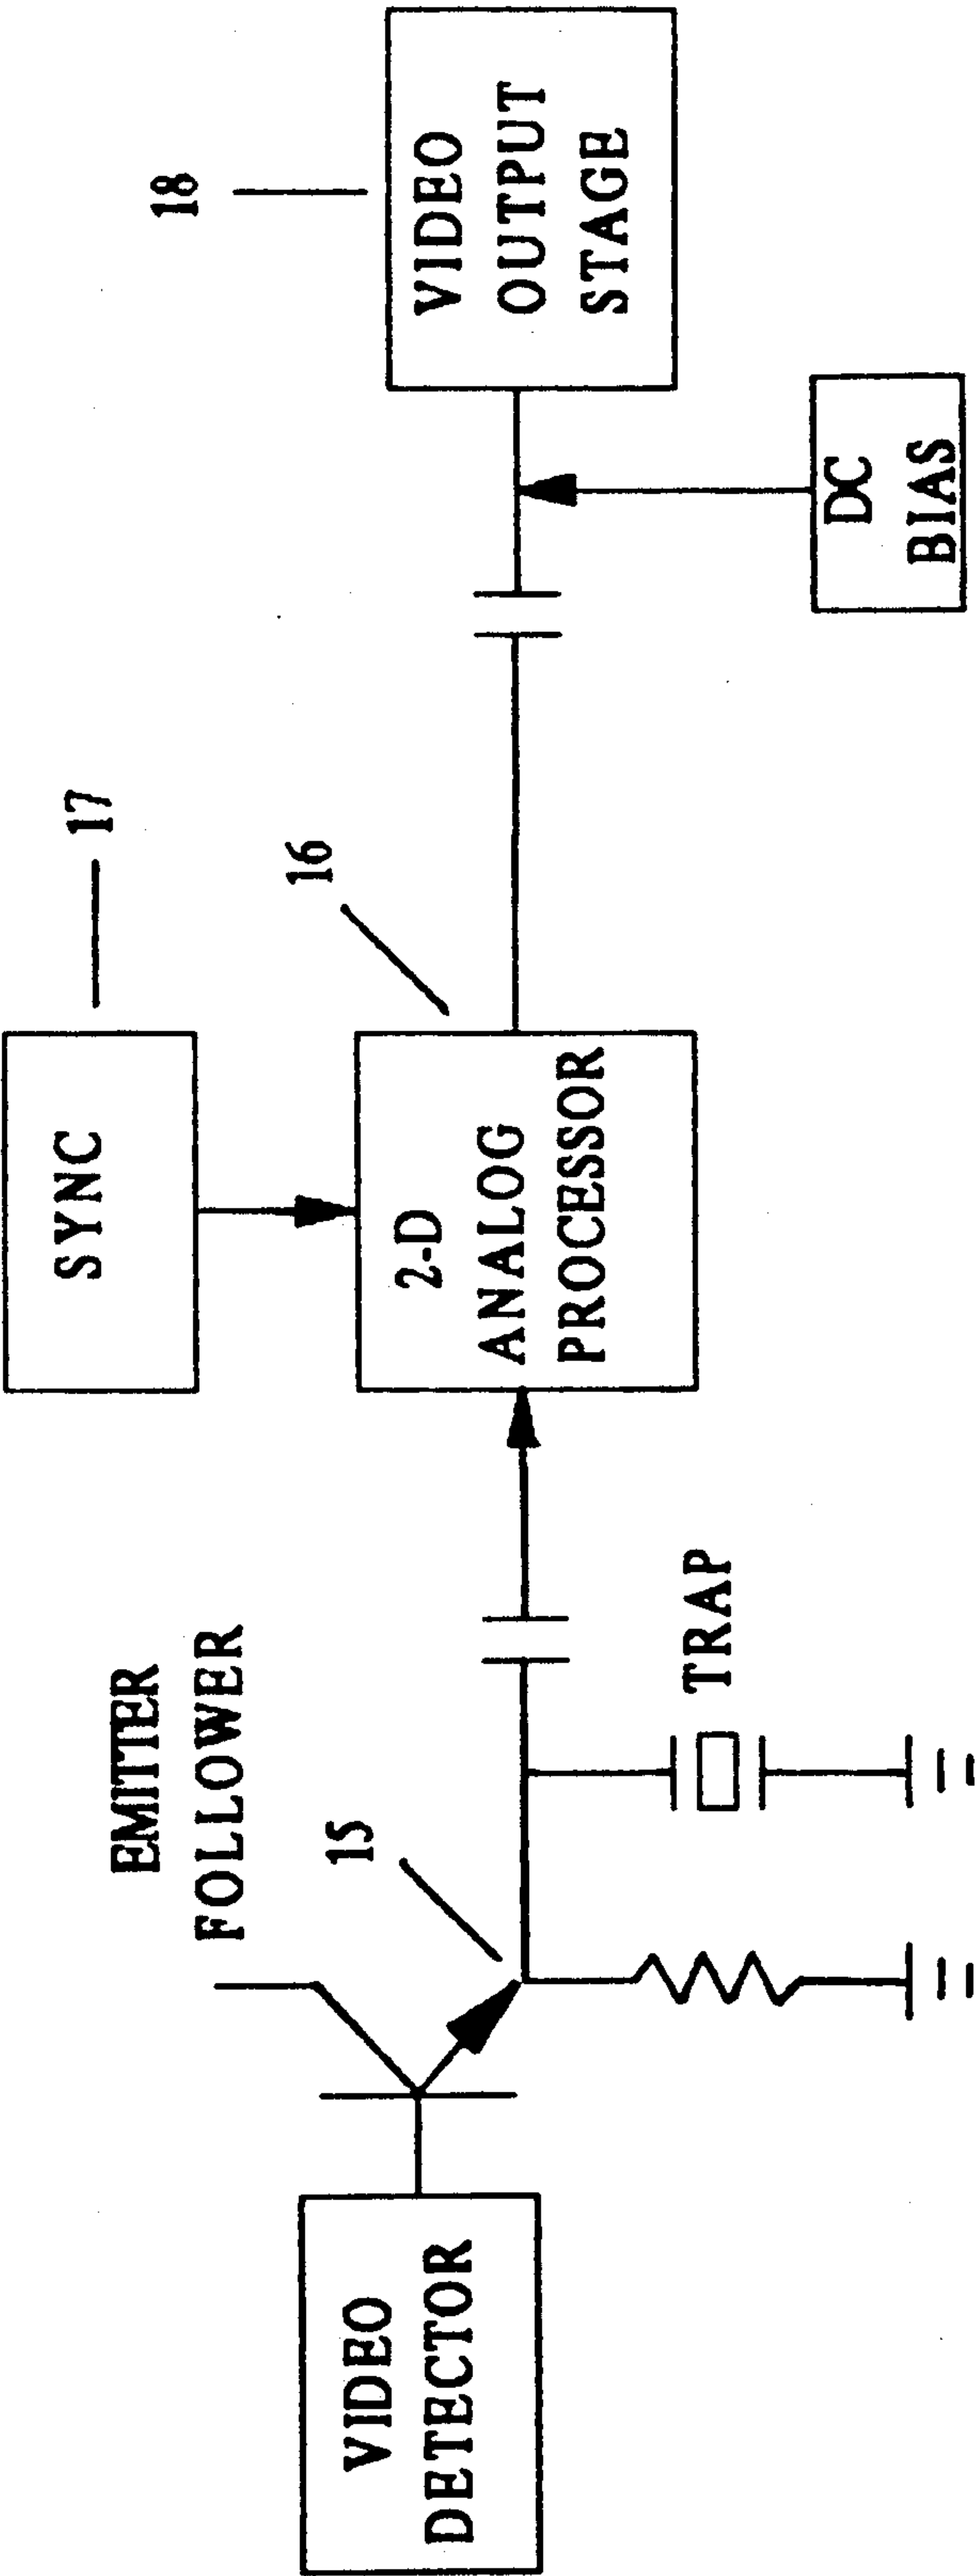 VIDEO
DETECTOR
EMITTER
FOLLOWER
15
TRAP
SYNC
17
2-D
ANALOG
PROCESSOR
16
DC
BIAS
VIDEO
OUTPUT
STAGE
18